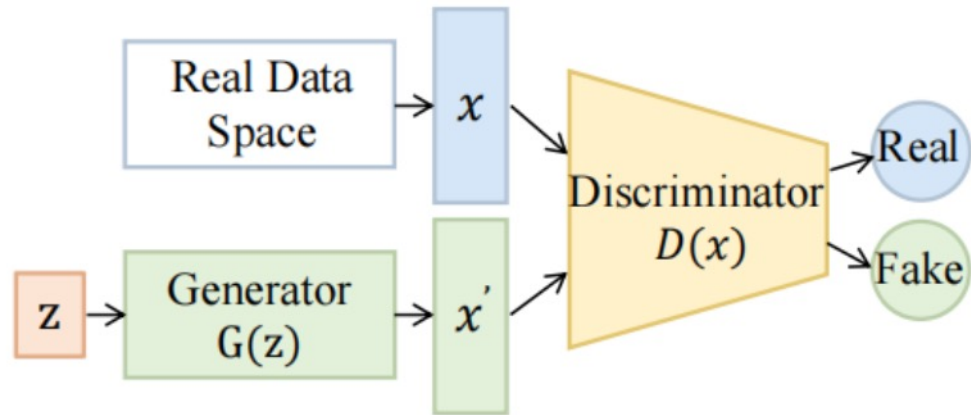 Real Data
Space
x
Discriminator
D(x)
Real
Fake
z
Generator
G(z)
x'